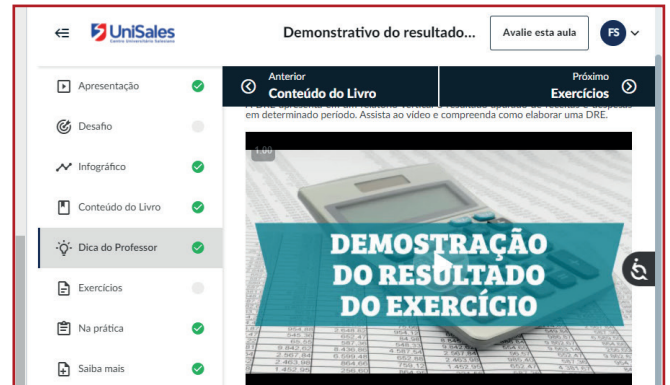 UniSales
Centro Universitário Salesiano
Demonstrativo do resultado...
Avalie esta aula
FS
Apresentação
Desafio
Infográfico
Conteúdo do Livro
Dica do Professor
Exercícios
Na prática
Saiba mais
Anterior
Conteúdo do Livro
Próximo
Exercícios
em determinado período. Assista ao vídeo e compreenda como elaborar uma DRE.
1.00
DEMOSTRAÇÃO
DO RESULTADO
DO EXERCÍCIO